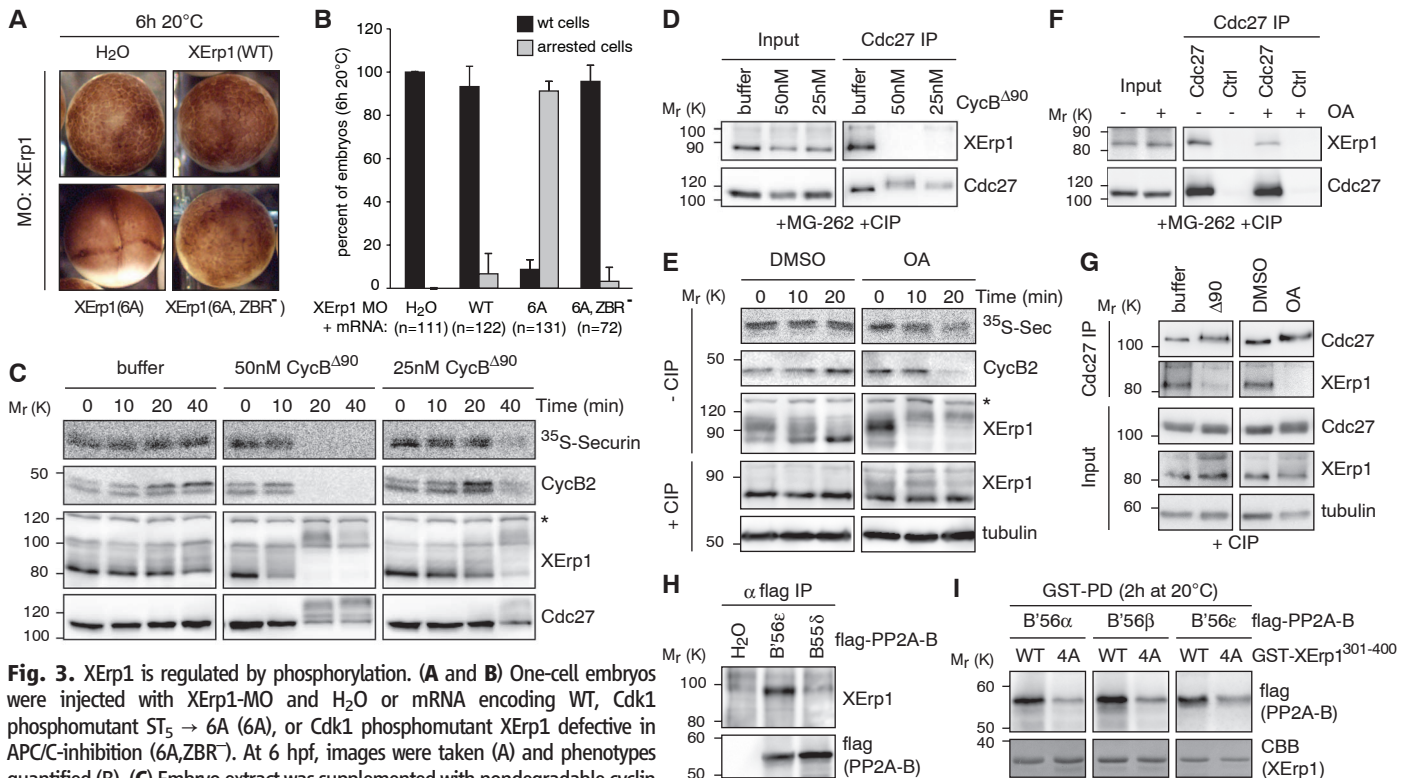 A
6h 20°C
H2O XErp1(WT)
MO: XErp1
XErp1(6A) XErp1(6A, ZBR-)
B
wt cells
arrested cells
percent of embryos (6h 20°C)
120
100
80
60
40
20
0
XErp1 MO H2O WT 6A 6A, ZBR-
+ mRNA: (n=111) (n=122) (n=131) (n=72)
C
buffer 50nM CycBΔ90 25nM CycBΔ90
Mr (K) 0 10 20 40 0 10 20 40 0 10 20 40 Time (min)
35S-Securin
50 CycB2
120 *
100 XErp1
80
120 Cdc27
100
D
Input Cdc27 IP
buffer 50nM 25nM buffer 50nM 25nM CycBΔ90
Mr (K)
100 XErp1
90
120 Cdc27
100
+MG-262 +CIP
E
DMSO OA
Mr (K) 0 10 20 0 10 20 Time (min)
- CIP
35S-Sec
50 CycB2
*
120 XErp1
90
+ CIP
90 XErp1
50 tubulin
F
Cdc27 IP
Input Cdc27 Ctrl Cdc27 Ctrl
Mr (K) - + - - + + OA
90 XErp1
80
120 Cdc27
100
+MG-262 +CIP
G
Mr (K) buffer Δ90 DMSO OA
Cdc27 IP
100 Cdc27
80 XErp1
Input
100 Cdc27
80 XErp1
60 tubulin
+ CIP
H
α flag IP
H2O B'56ε B55δ flag-PP2A-B
Mr (K)
100 XErp1
80
60 flag
50 (PP2A-B)
I
GST-PD (2h at 20°C)
B'56α B'56β B'56ε flag-PP2A-B
Mr (K) WT 4A WT 4A WT 4A GST-XErp1301-400
60 flag
50 (PP2A-B)
40 CBB
(XErp1)
Fig. 3. XErp1 is regulated by phosphorylation. (A and B) One-cell embryos
were injected with XErp1-MO and H2O or mRNA encoding WT, Cdk1
phosphomutant ST5 → 6A (6A), or Cdk1 phosphomutant XErp1 defective in
APC/C-inhibition (6A,ZBR−). At 6 hpf, images were taken (A) and phenotypes
quantified (B). (C) Embryo extract was supplemented with nondegradable cyclin